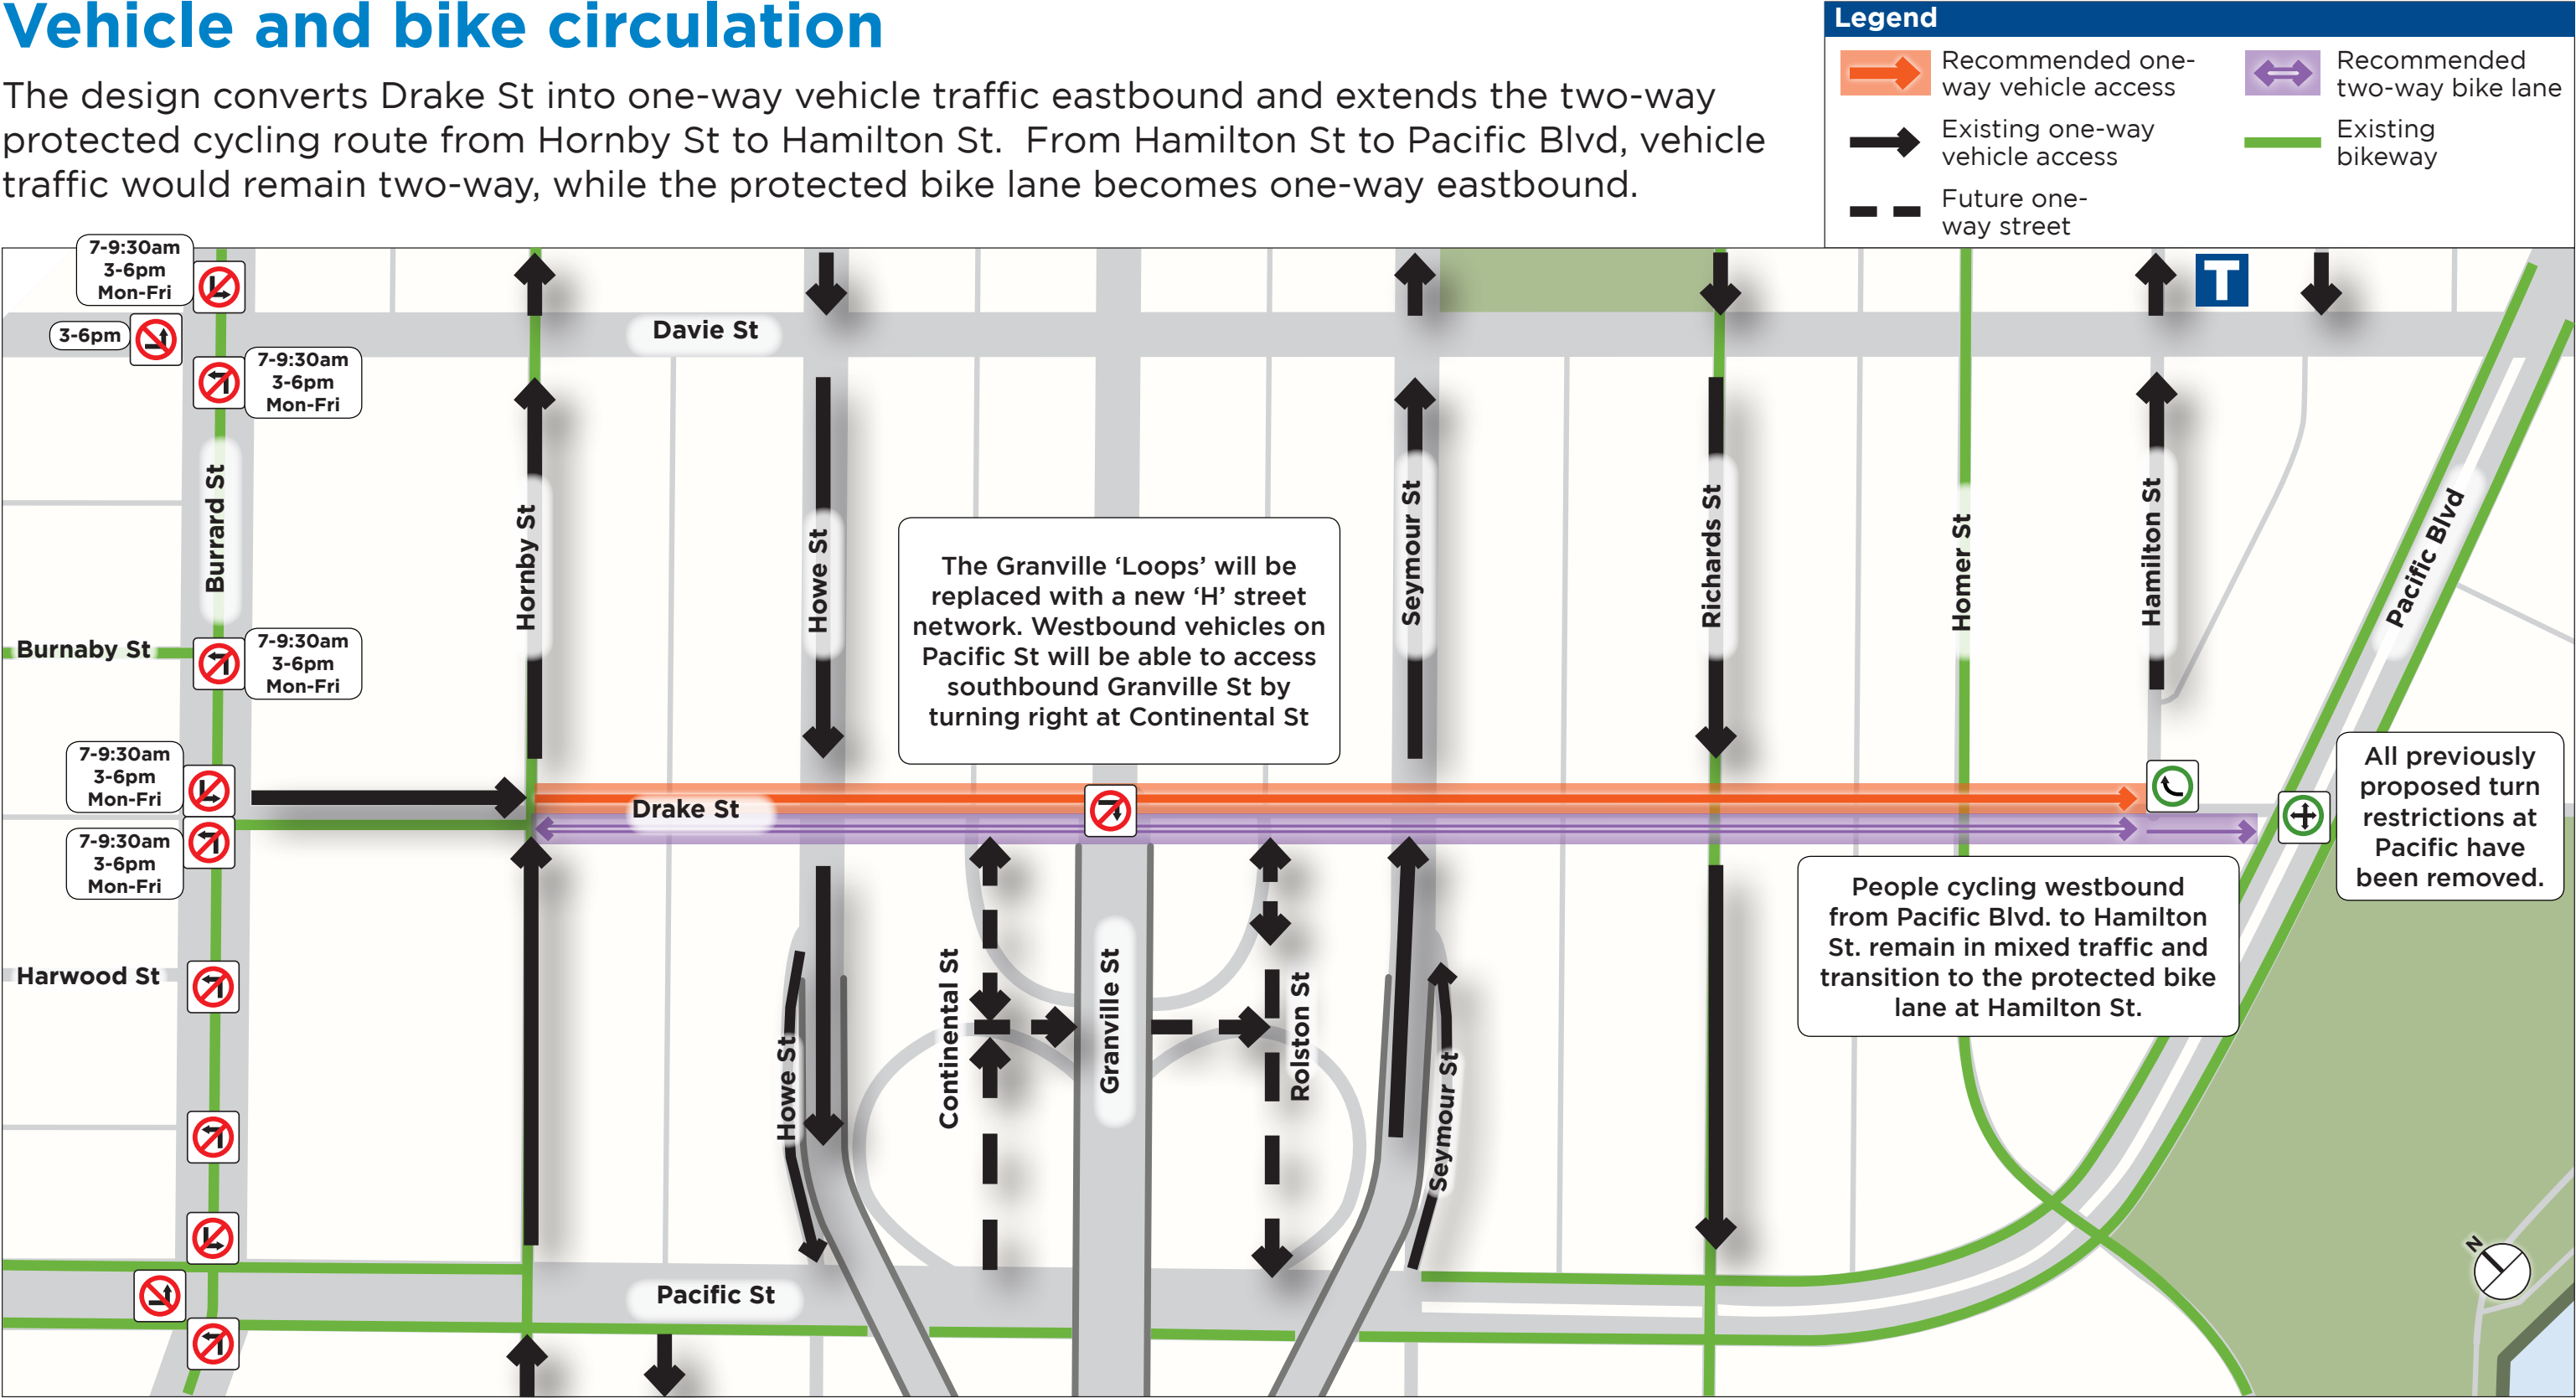 Vehicle and bike circulation
The design converts Drake St into one-way vehicle traffic eastbound and extends the two-way
protected cycling route from Hornby St to Hamilton St.  From Hamilton St to Pacific Blvd, vehicle
traffic would remain two-way, while the protected bike lane becomes one-way eastbound.
Legend
Recommended one-
way vehicle access
Existing one-way
vehicle access
Future one-
way street
Recommended
two-way bike lane
Existing
bikeway
7-9:30am
3-6pm
Mon-Fri
3-6pm
7-9:30am
3-6pm
Mon-Fri
Davie St
T
Burrard St
Hornby St
Howe St
Seymour St
Richards St
Homer St
Hamilton St
Pacific Blvd
The Granville ‘Loops’ will be
replaced with a new ‘H’ street
network. Westbound vehicles on
Pacific St will be able to access
southbound Granville St by
turning right at Continental St
Burnaby St
7-9:30am
3-6pm
Mon-Fri
7-9:30am
3-6pm
Mon-Fri
7-9:30am
3-6pm
Mon-Fri
Drake St
All previously
proposed turn
restrictions at
Pacific have
been removed.
People cycling westbound
from Pacific Blvd. to Hamilton
St. remain in mixed traffic and
transition to the protected bike
lane at Hamilton St.
Harwood St
Howe St
Continental St
Granville St
Rolston St
Seymour St
Pacific St
N